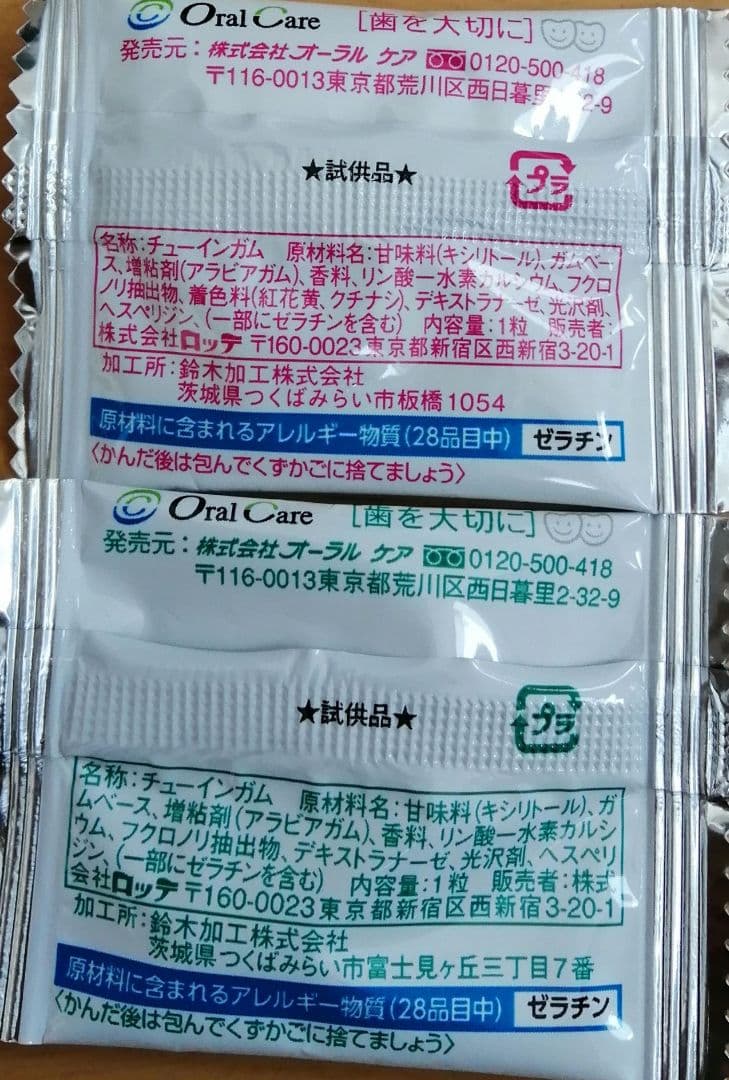 Oral Care [歯を大切に]
発売元：株式会社オーラル ケア 0120-500-418
〒116-0013東京都荒川区西日暮里2-9
★試供品★
プラ
名称：チューインガム 原材料名：甘味料(キシリトール)、ガムベー
ス、増粘剤(アラビアガム)、香料、リン酸一水素カルシウム、フクロ
ノリ抽出物、着色料(紅花黄、クチナシ)、デキストラナーゼ、光沢剤、
ヘスペリジン、(一部にゼラチンを含む) 内容量：1粒 販売者：
株式会社ロッテ 〒160-0023東京都新宿区西新宿3-20-1
加工所：鈴木加工株式会社
茨城県つくばみらい市板橋1054
原材料に含まれるアレルギー物質(28品目中) ゼラチン
〈かんだ後は包んでくずかごに捨てましょう〉
Oral Care [歯を大切に]
発売元：株式会社オーラル ケア 0120-500-418
〒116-0013東京都荒川区西日暮里2-32-9
★試供品★
プラ
名称：チューインガム 原材料名：甘味料(キシリトール)、ガ
ムベース、増粘剤(アラビアガム)、香料、リン酸一水素カルシ
ウム、フクロノリ抽出物、デキストラナーゼ、光沢剤、ヘスペリ
ジン、(一部にゼラチンを含む) 内容量：1粒 販売者：株式
会社ロッテ 〒160-0023東京都新宿区西新宿3-20-1
加工所：鈴木加工株式会社
茨城県つくばみらい市富士見ヶ丘三丁目7番
原材料に含まれるアレルギー物質(28品目中) ゼラチン
〈かんだ後は包んでくずかごに捨てましょう〉